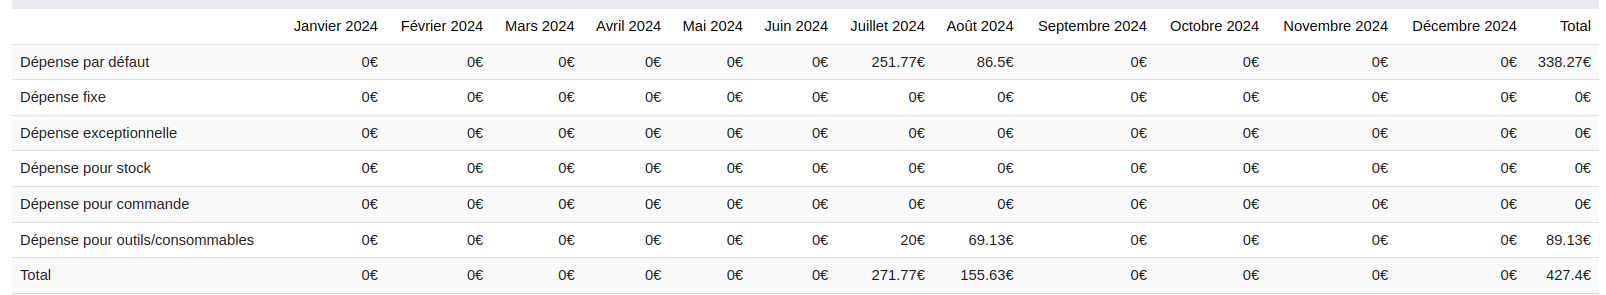 Janvier 2024 Février 2024 Mars 2024 Avril 2024 Mai 2024 Juin 2024 Juillet 2024 Août 2024 Septembre 2024 Octobre 2024 Novembre 2024 Décembre 2024 Total
Dépense par défaut 0€ 0€ 0€ 0€ 0€ 0€ 251.77€ 86.5€ 0€ 0€ 0€ 0€ 338.27€
Dépense fixe 0€ 0€ 0€ 0€ 0€ 0€ 0€ 0€ 0€ 0€ 0€ 0€ 0€
Dépense exceptionnelle 0€ 0€ 0€ 0€ 0€ 0€ 0€ 0€ 0€ 0€ 0€ 0€ 0€
Dépense pour stock 0€ 0€ 0€ 0€ 0€ 0€ 0€ 0€ 0€ 0€ 0€ 0€ 0€
Dépense pour commande 0€ 0€ 0€ 0€ 0€ 0€ 0€ 0€ 0€ 0€ 0€ 0€ 0€
Dépense pour outils/consommables 0€ 0€ 0€ 0€ 0€ 0€ 20€ 69.13€ 0€ 0€ 0€ 0€ 89.13€
Total 0€ 0€ 0€ 0€ 0€ 0€ 271.77€ 155.63€ 0€ 0€ 0€ 0€ 427.4€